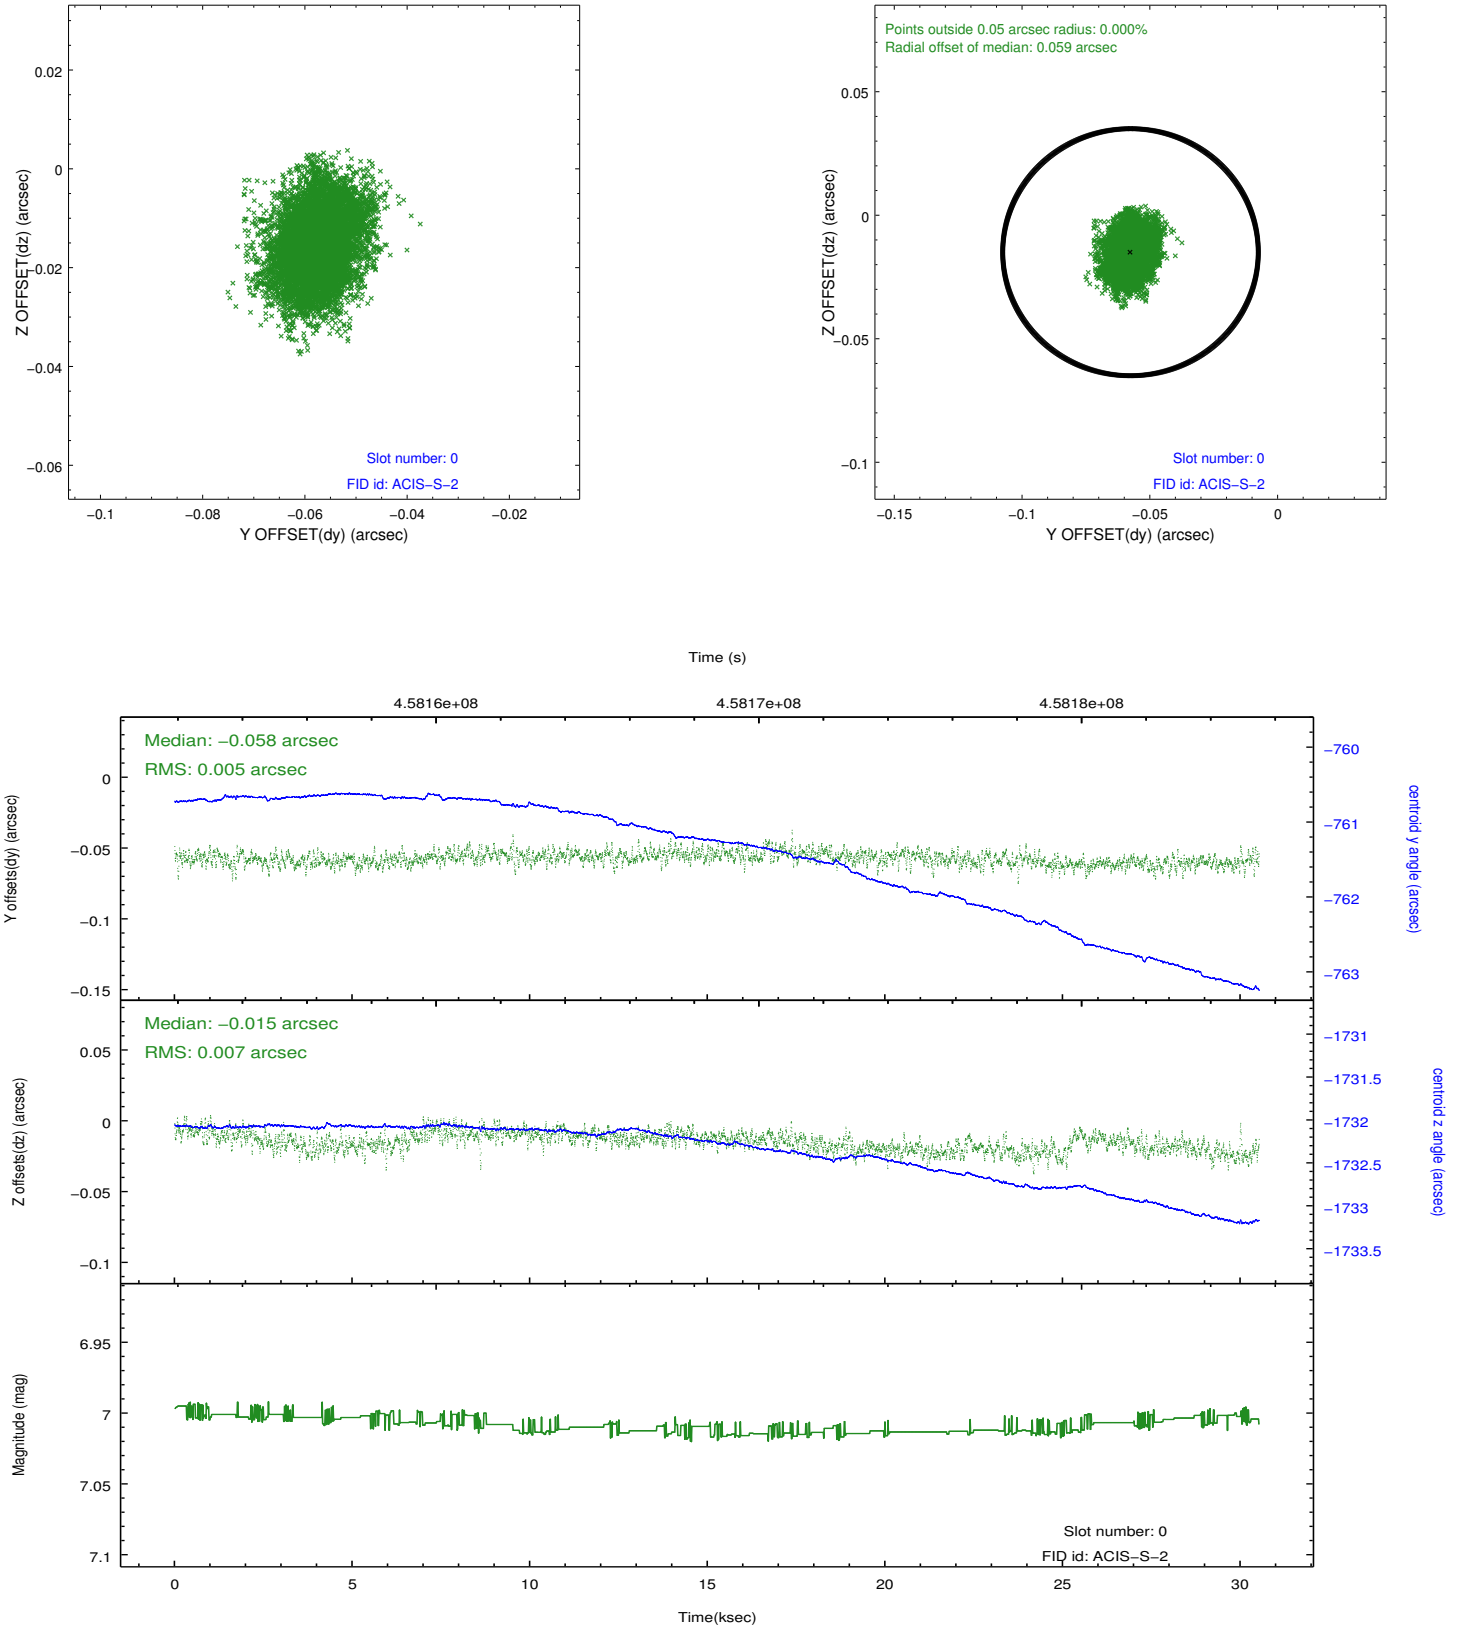 0.02
0
−0.02
−0.04
−0.06
Z OFFSET(dz) (arcsec)
Slot number: 0
FID id: ACIS−S−2
−0.1
−0.08
−0.06
−0.04
−0.02
Y OFFSET(dy) (arcsec)
Points outside 0.05 arcsec radius: 0.000%
Radial offset of median: 0.059 arcsec
0.05
0
−0.05
−0.1
Z OFFSET(dz) (arcsec)
Slot number: 0
FID id: ACIS−S−2
−0.15
−0.1
−0.05
0
Y OFFSET(dy) (arcsec)
Time (s)
4.5816e+08
4.5817e+08
4.5818e+08
Median: −0.058 arcsec
RMS: 0.005 arcsec
0
−0.05
−0.1
−0.15
Y offsets(dy) (arcsec)
−760
−761
−762
−763
centroid y angle (arcsec)
Median: −0.015 arcsec
RMS: 0.007 arcsec
0.05
0
−0.05
−0.1
Z offsets(dz) (arcsec)
−1731
−1731.5
−1732
−1732.5
−1733
−1733.5
centroid z angle (arcsec)
6.95
7
7.05
7.1
Magnitude (mag)
Slot number: 0
FID id: ACIS−S−2
0
5
10
15
20
25
30
Time(ksec)